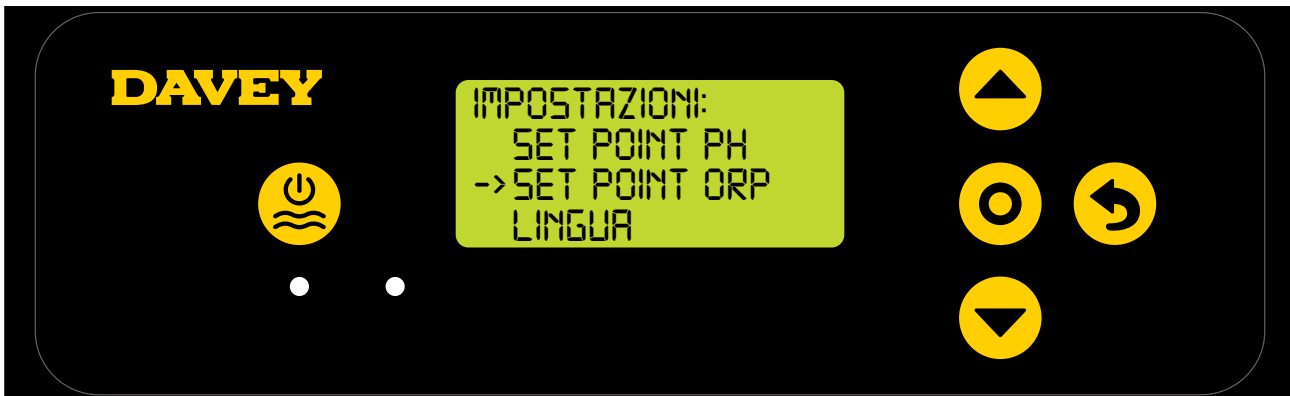 DAVEY
IMPOSTAZIONI:
SET POINT PH
->SET POINT ORP
LINGUA